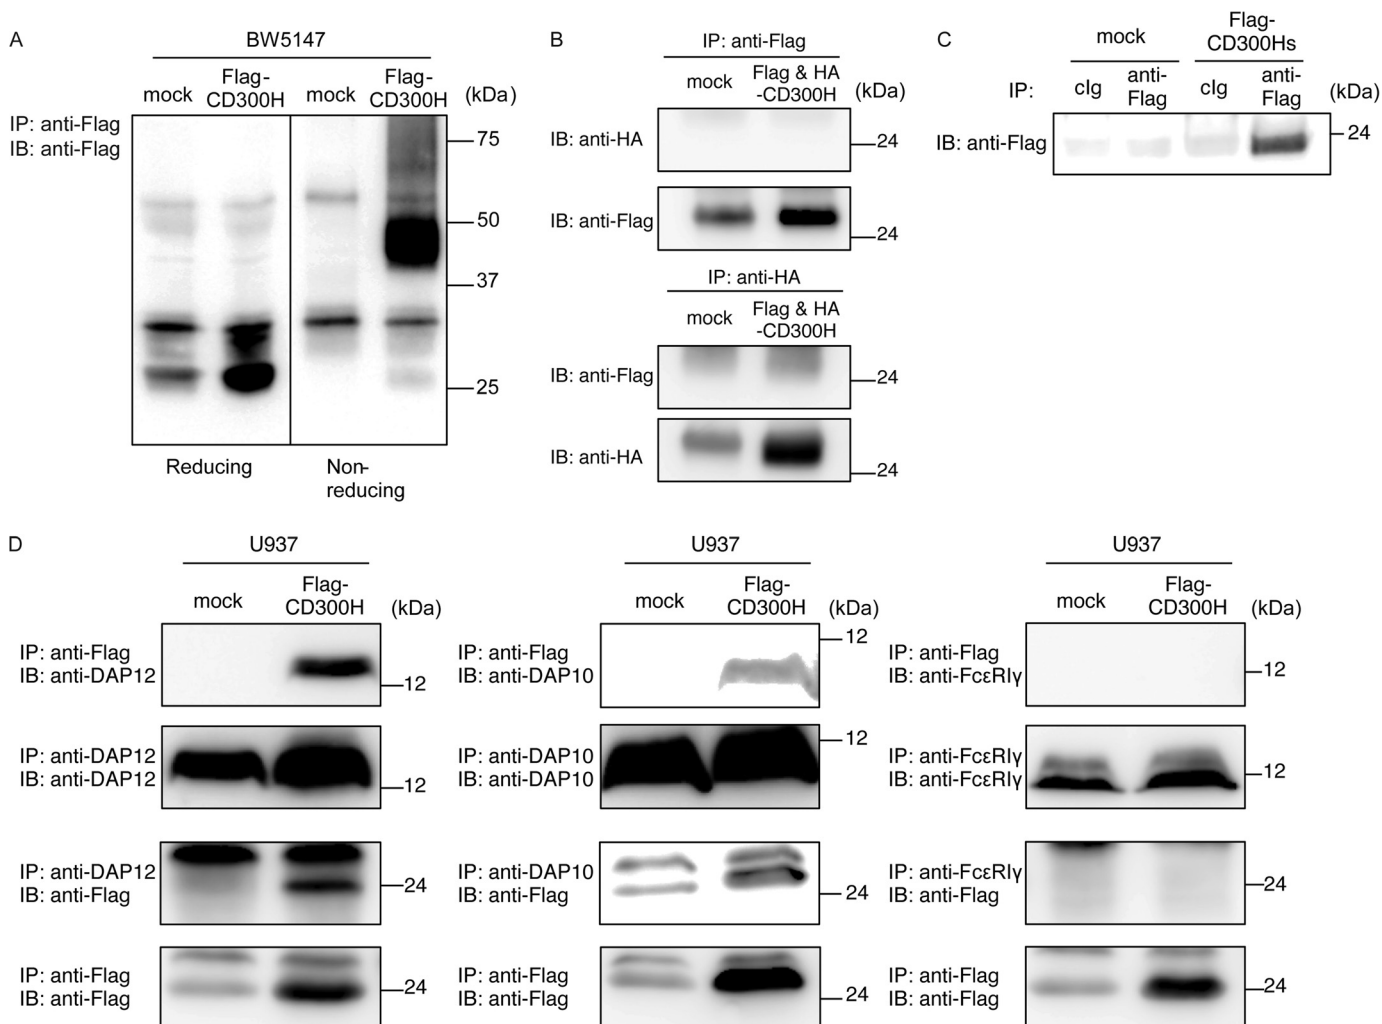 A
BW5147
mock
Flag-
CD300H
mock
Flag-
CD300H
(kDa)
IP: anti-Flag
IB: anti-Flag
75
50
37
25
Reducing
Non-
reducing
B
IP: anti-Flag
mock
Flag & HA
-CD300H
(kDa)
IB: anti-HA
24
IB: anti-Flag
24
IP: anti-HA
mock
Flag & HA
-CD300H
IB: anti-Flag
24
IB: anti-HA
24
C
mock
Flag-
CD300Hs
IP:
cIg
anti-
Flag
cIg
anti-
Flag
(kDa)
IB: anti-Flag
24
D
U937
mock
Flag-
CD300H
(kDa)
IP: anti-Flag
IB: anti-DAP12
12
IP: anti-DAP12
IB: anti-DAP12
12
IP: anti-DAP12
IB: anti-Flag
24
IP: anti-Flag
IB: anti-Flag
24
U937
mock
Flag-
CD300H
(kDa)
IP: anti-Flag
IB: anti-DAP10
12
IP: anti-DAP10
IB: anti-DAP10
12
IP: anti-DAP10
IB: anti-Flag
24
IP: anti-Flag
IB: anti-Flag
24
U937
mock
Flag-
CD300H
(kDa)
IP: anti-Flag
IB: anti-FcεRIγ
12
IP: anti-FcεRIγ
IB: anti-FcεRIγ
12
IP: anti-FcεRIγ
IB: anti-Flag
24
IP: anti-Flag
IB: anti-Flag
24